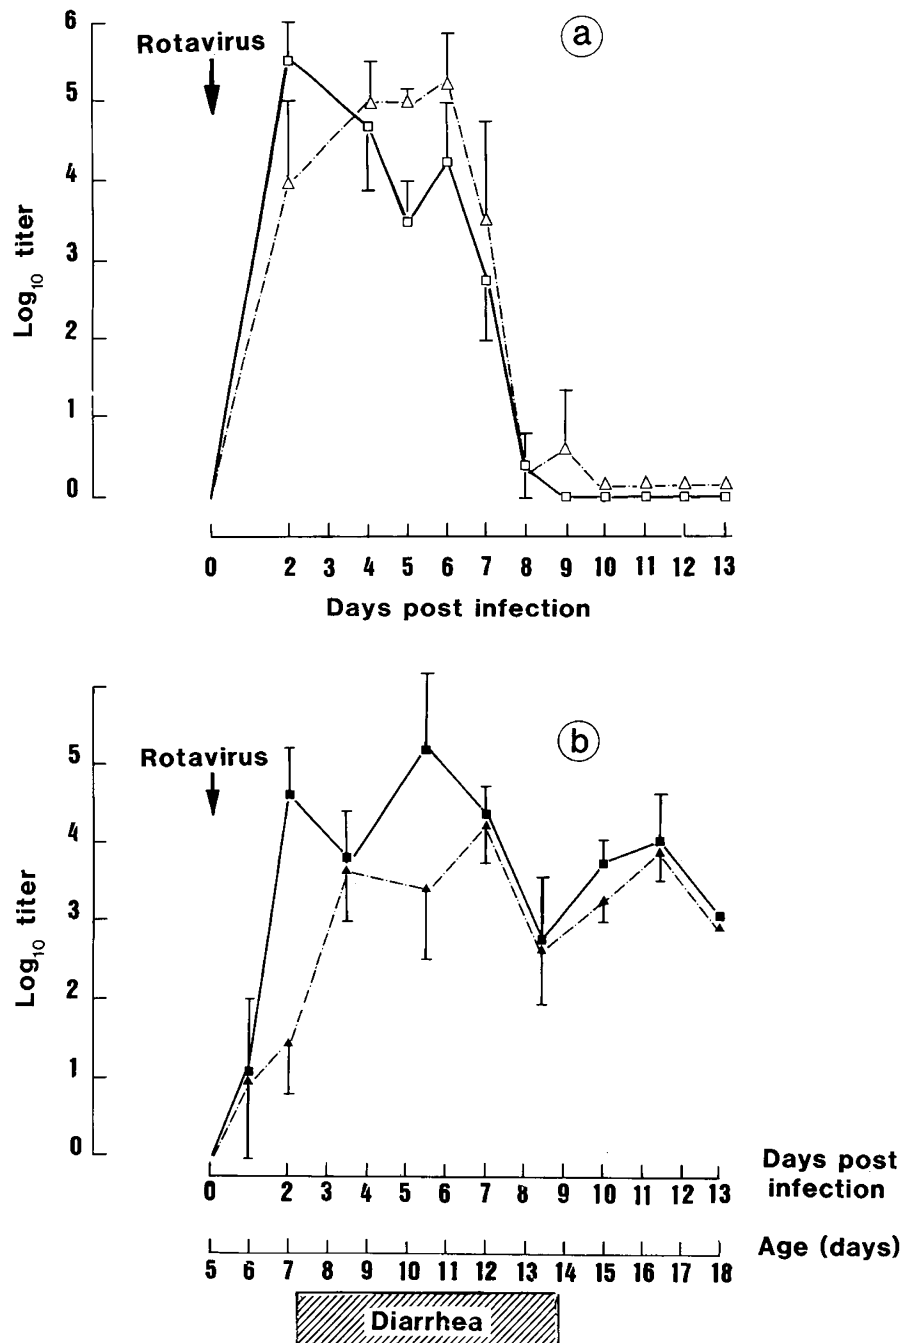 6
a
Rotavirus
5
4
3
2
1
0
Log10 titer
0 2 3 4 5 6 7 8 9 10 11 12 13
Days post infection
b
5
Rotavirus
4
3
2
1
0
Log10 titer
Days post
infection
0 1 2 3 4 5 6 7 8 9 10 11 12 13
Age (days)
5 6 7 8 9 10 11 12 13 14 15 16 17 18
Diarrhea